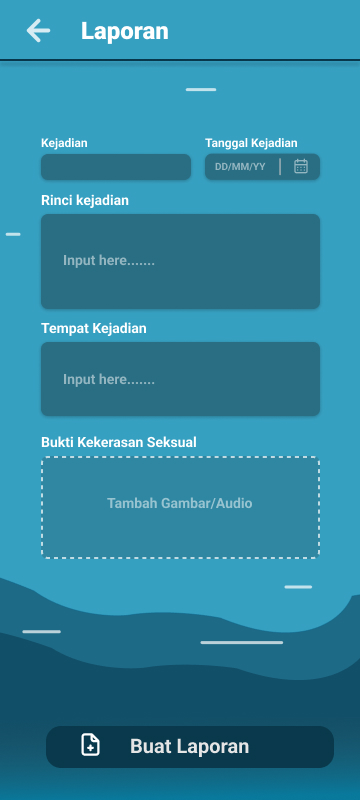 Laporan
Kejadian
Tanggal Kejadian
DD/MM/YY
Rinci kejadian
Input here.......
Tempat Kejadian
Input here.......
Bukti Kekerasan Seksual
Tambah Gambar/Audio
Buat Laporan